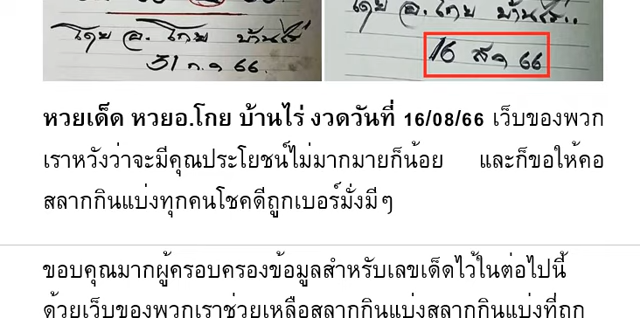 โดย อ. โกย บ้านไร่
31 ก.ค 66.
โดย อ. โกย บ้านไร่..
16 สค 66
หวยเด็ด หวยอ.โกย บ้านไร่ งวดวันที่ 16/08/66 เว็บของพวก
เราหวังว่าจะมีคุณประโยชน์ไม่มากมายก็น้อย และก็ขอให้คอ
สลากกินแบ่งทุกคนโชคดีถูกเบอร์มั่งมีๆ
ขอบคุณมากผู้ครอบครองข้อมูลสำหรับเลขเด็ดไว้ในต่อไปนี้
ด้วยเว็บของพวกเราช่วยเหลือสลากกินแบ่งสลากกินแบ่งที่ถูก